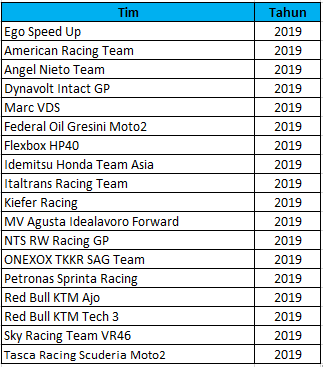 Tim Tahun
Ego Speed Up 2019
American Racing Team 2019
Angel Nieto Team 2019
Dynavolt Intact GP 2019
Marc VDS 2019
Federal Oil Gresini Moto2 2019
Flexbox HP40 2019
Idemitsu Honda Team Asia 2019
Italtrans Racing Team 2019
Kiefer Racing 2019
MV Agusta Idealavoro Forward 2019
NTS RW Racing GP 2019
ONEXOX TKKR SAG Team 2019
Petronas Sprinta Racing 2019
Red Bull KTM Ajo 2019
Red Bull KTM Tech 3 2019
Sky Racing Team VR46 2019
Tasca Racing Scuderia Moto2 2019